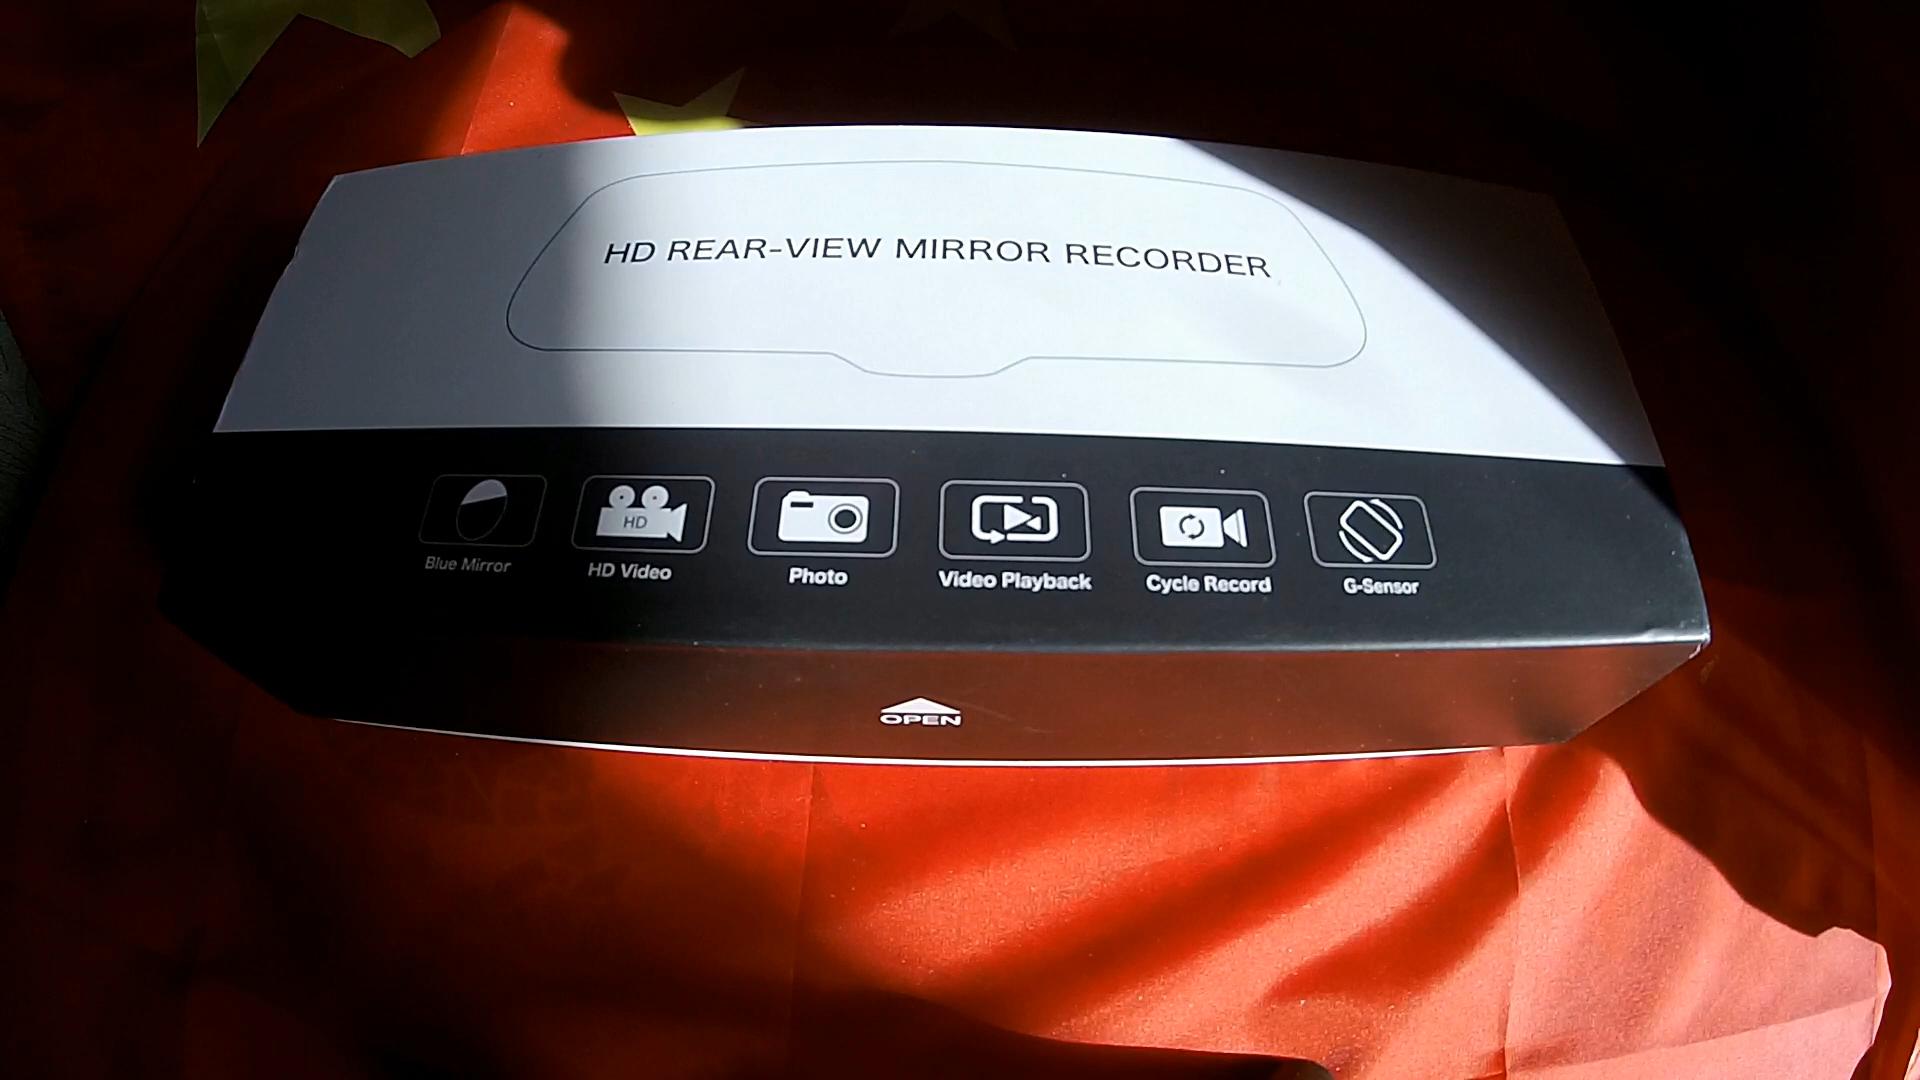 HD REAR-VIEW MIRROR RECORDER
HD
Blue Mirror
HD Video
Photo
Video Playback
Cycle Record
G-Sensor
OPEN